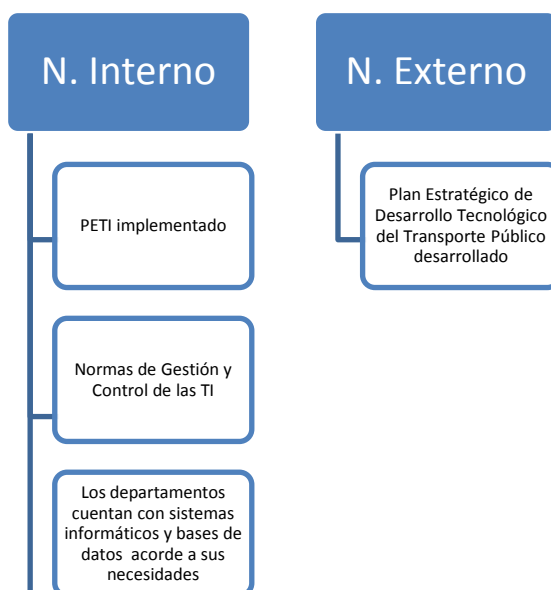 N. Interno
PETI implementado
Normas de Gestión y
Control de las TI
Los departamentos
cuentan con sistemas
informáticos y bases de
datos acorde a sus
necesidades
N. Externo
Plan Estratégico de
Desarrollo Tecnológico
del Transporte Público
desarrollado